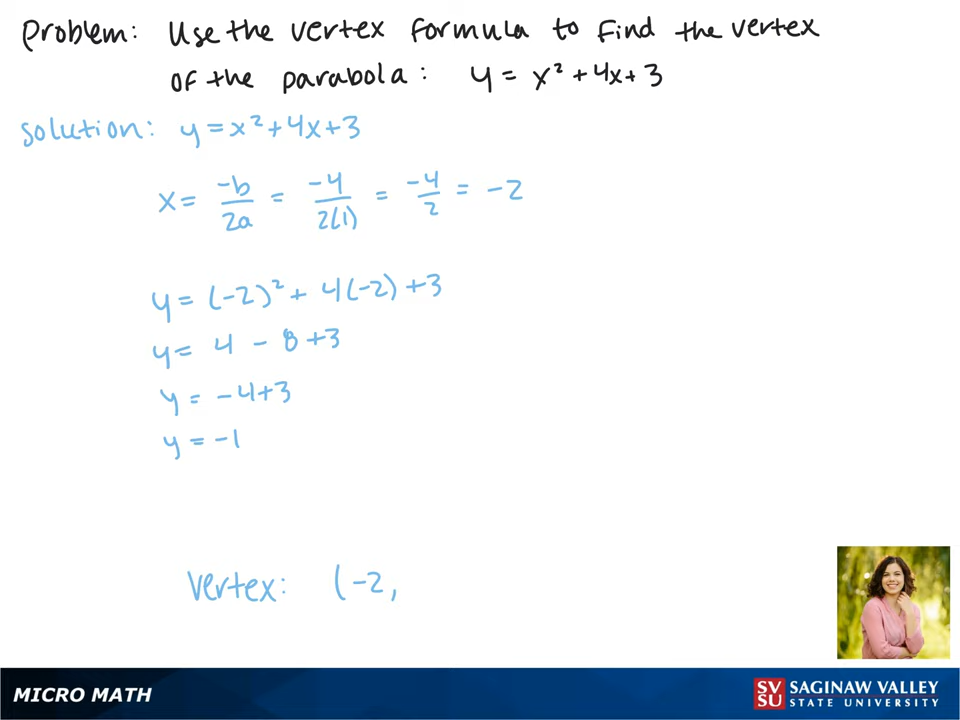 Problem: Use the vertex formula to find the vertex
of the parabola: y = x² + 4x + 3
Solution: y = x² + 4x + 3
x = -b/2a = -4/2(1) = -4/2 = -2
y = (-2)² + 4(-2) + 3
y = 4 - 8 + 3
y = -4 + 3
y = -1
Vertex: (-2,
MICRO MATH
SVSU SAGINAW VALLEY
STATE UNIVERSITY